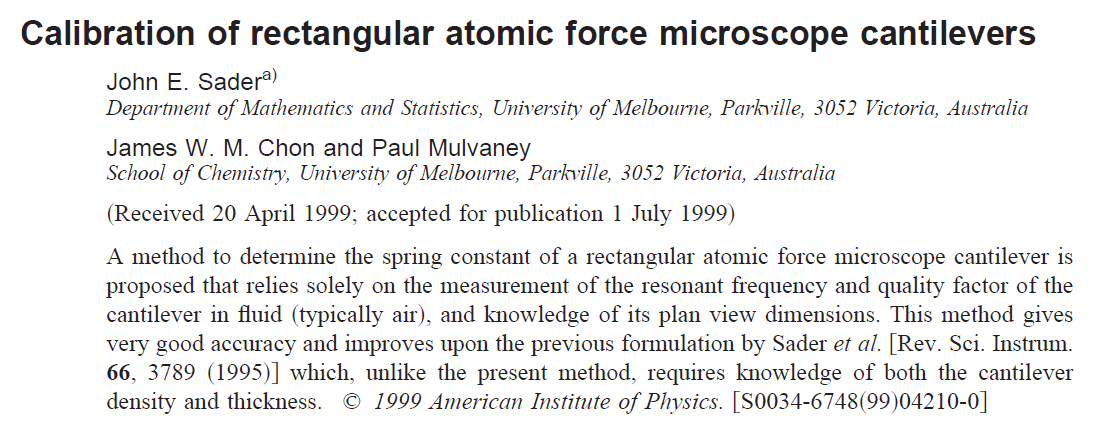 Calibration of rectangular atomic force microscope cantilevers
John E. Sader a)
Department of Mathematics and Statistics, University of Melbourne, Parkville, 3052 Victoria, Australia
James W. M. Chon and Paul Mulvaney
School of Chemistry, University of Melbourne, Parkville, 3052 Victoria, Australia
(Received 20 April 1999; accepted for publication 1 July 1999)
A method to determine the spring constant of a rectangular atomic force microscope cantilever is
proposed that relies solely on the measurement of the resonant frequency and quality factor of the
cantilever in fluid (typically air), and knowledge of its plan view dimensions. This method gives
very good accuracy and improves upon the previous formulation by Sader et al. [Rev. Sci. Instrum.
66, 3789 (1995)] which, unlike the present method, requires knowledge of both the cantilever
density and thickness. © 1999 American Institute of Physics. [S0034-6748(99)04210-0]